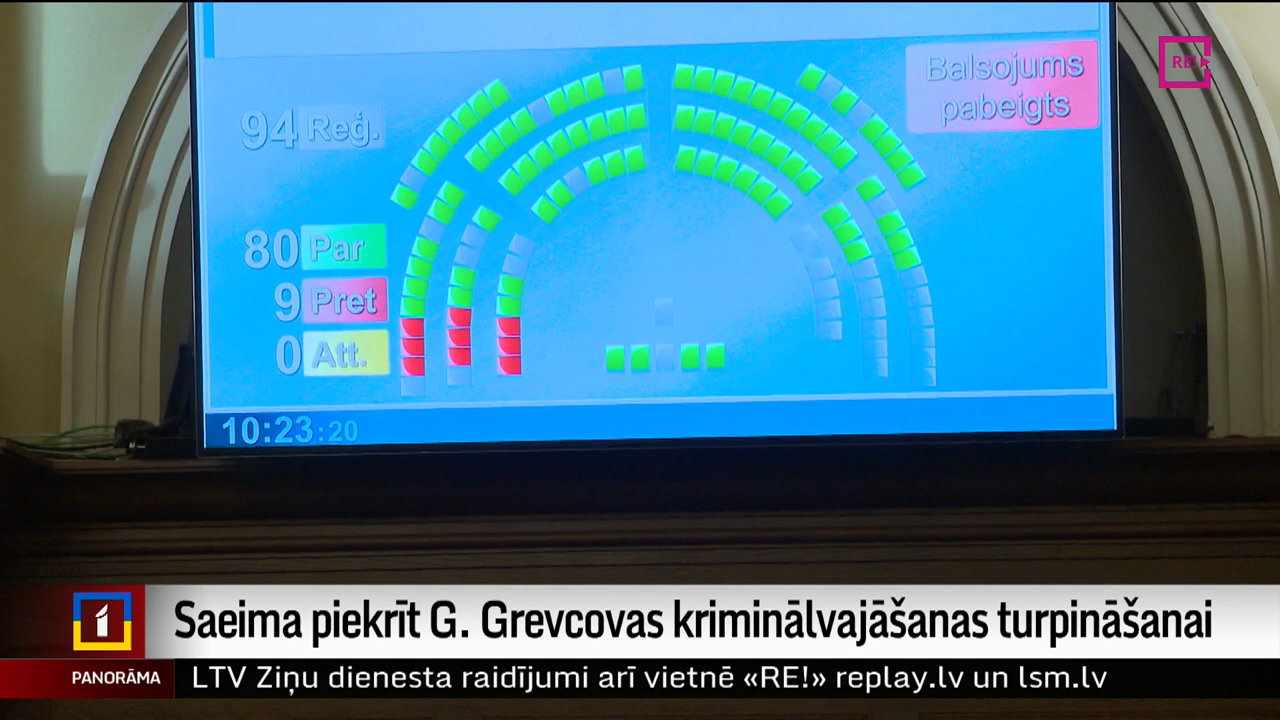 Balsojums
pabeigts
RE!
94 Reģ.
80 Par
9 Pret
0 Att.
10:23:20
1
Saeima piekrīt G. Grevcovas kriminālvajāšanas turpināšanai
PANORĀMA
LTV Ziņu dienesta raidījumi arī vietnē «RE!» replay.lv un lsm.lv